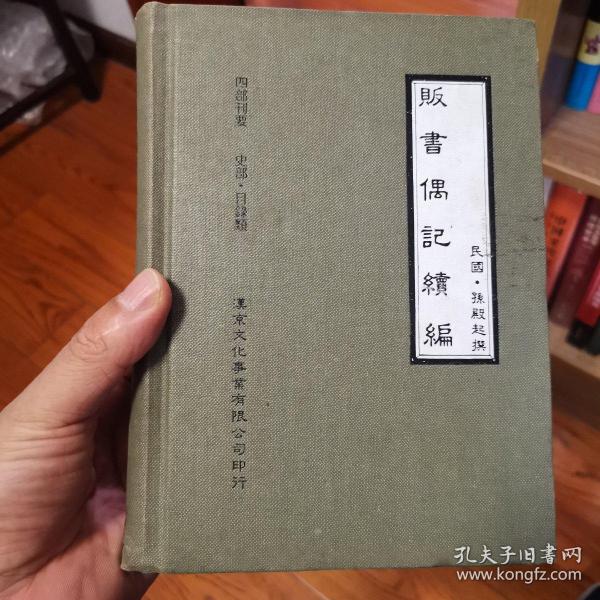 販書偶記續編
民國·孫殿起撰
四部刊要 史部·目錄類
漢京文化事業有限公司印行
孔夫子旧书网
www.kongfz.com